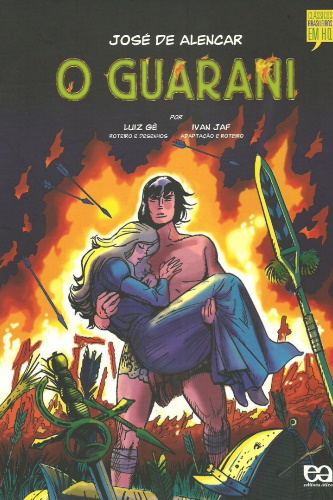 CLÁSSICOS
BRASILEIROS
EM HQ
JOSÉ DE ALENCAR
O GUARANI
POR
LUIZ GÊ
ROTEIRO E DESENHOS
IVAN JAF
ADAPTAÇÃO E ROTEIRO
editora ática